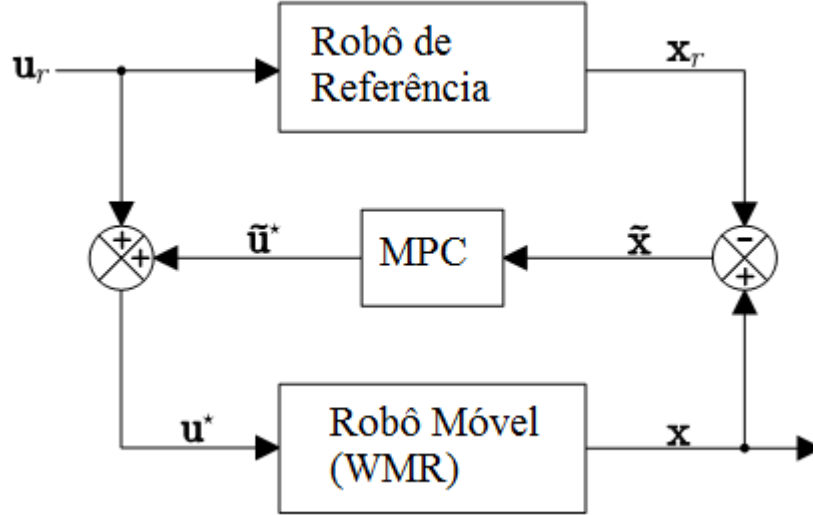 Robô de
Referência
u_r
x_r
+
+
ũ*
MPC
x̃
-
+
u*
Robô Móvel
(WMR)
x